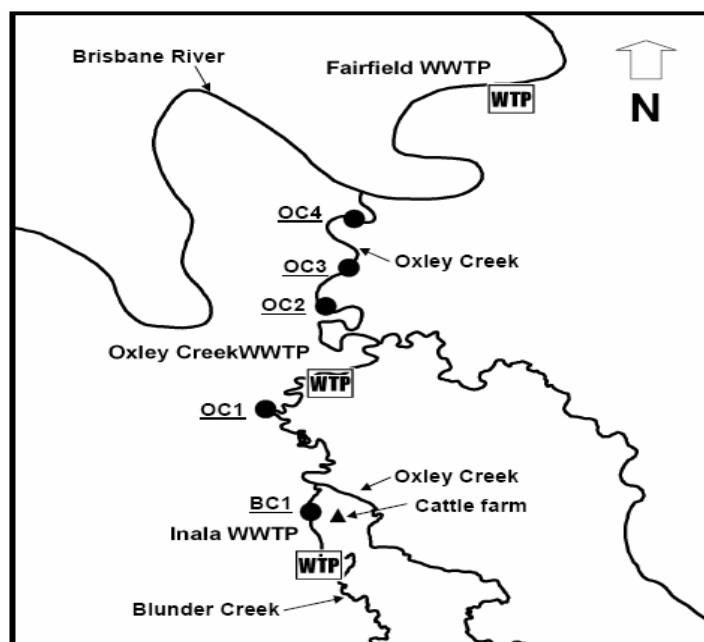 Brisbane River
Fairfield WWTP
WTP
N
OC4
OC3
Oxley Creek
OC2
Oxley CreekWWTP
WTP
OC1
Oxley Creek
BC1
Cattle farm
Inala WWTP
WTP
Blunder Creek